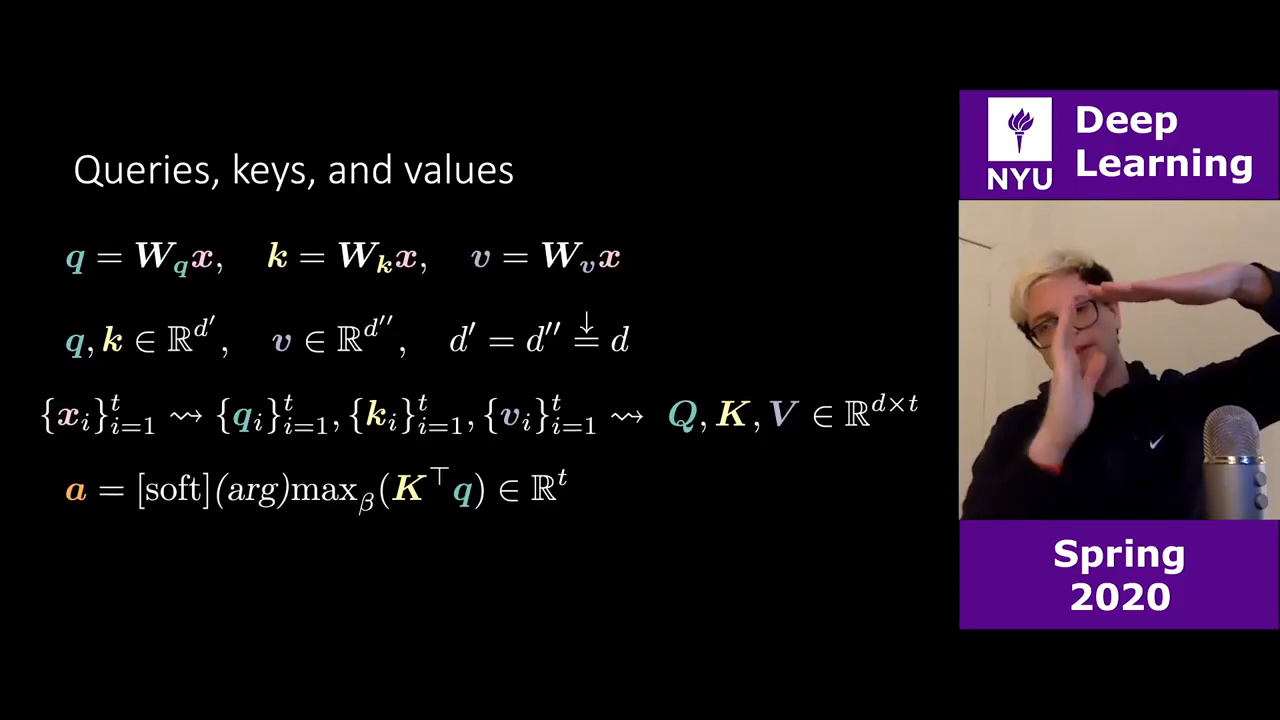 Queries, keys, and values
q = W_q x, k = W_k x, v = W_v x
q, k ∈ ℝ^{d′}, v ∈ ℝ^{d″}, d′ = d″ ≟{↓} d
{x_i}_{i=1}^t ⇝ {q_i}_{i=1}^t, {k_i}_{i=1}^t, {v_i}_{i=1}^t ⇝ Q, K, V ∈ ℝ^{d×t}
a = [soft](arg)max_β(K^⊤ q) ∈ ℝ^t
NYU
Deep
Learning
Spring
2020